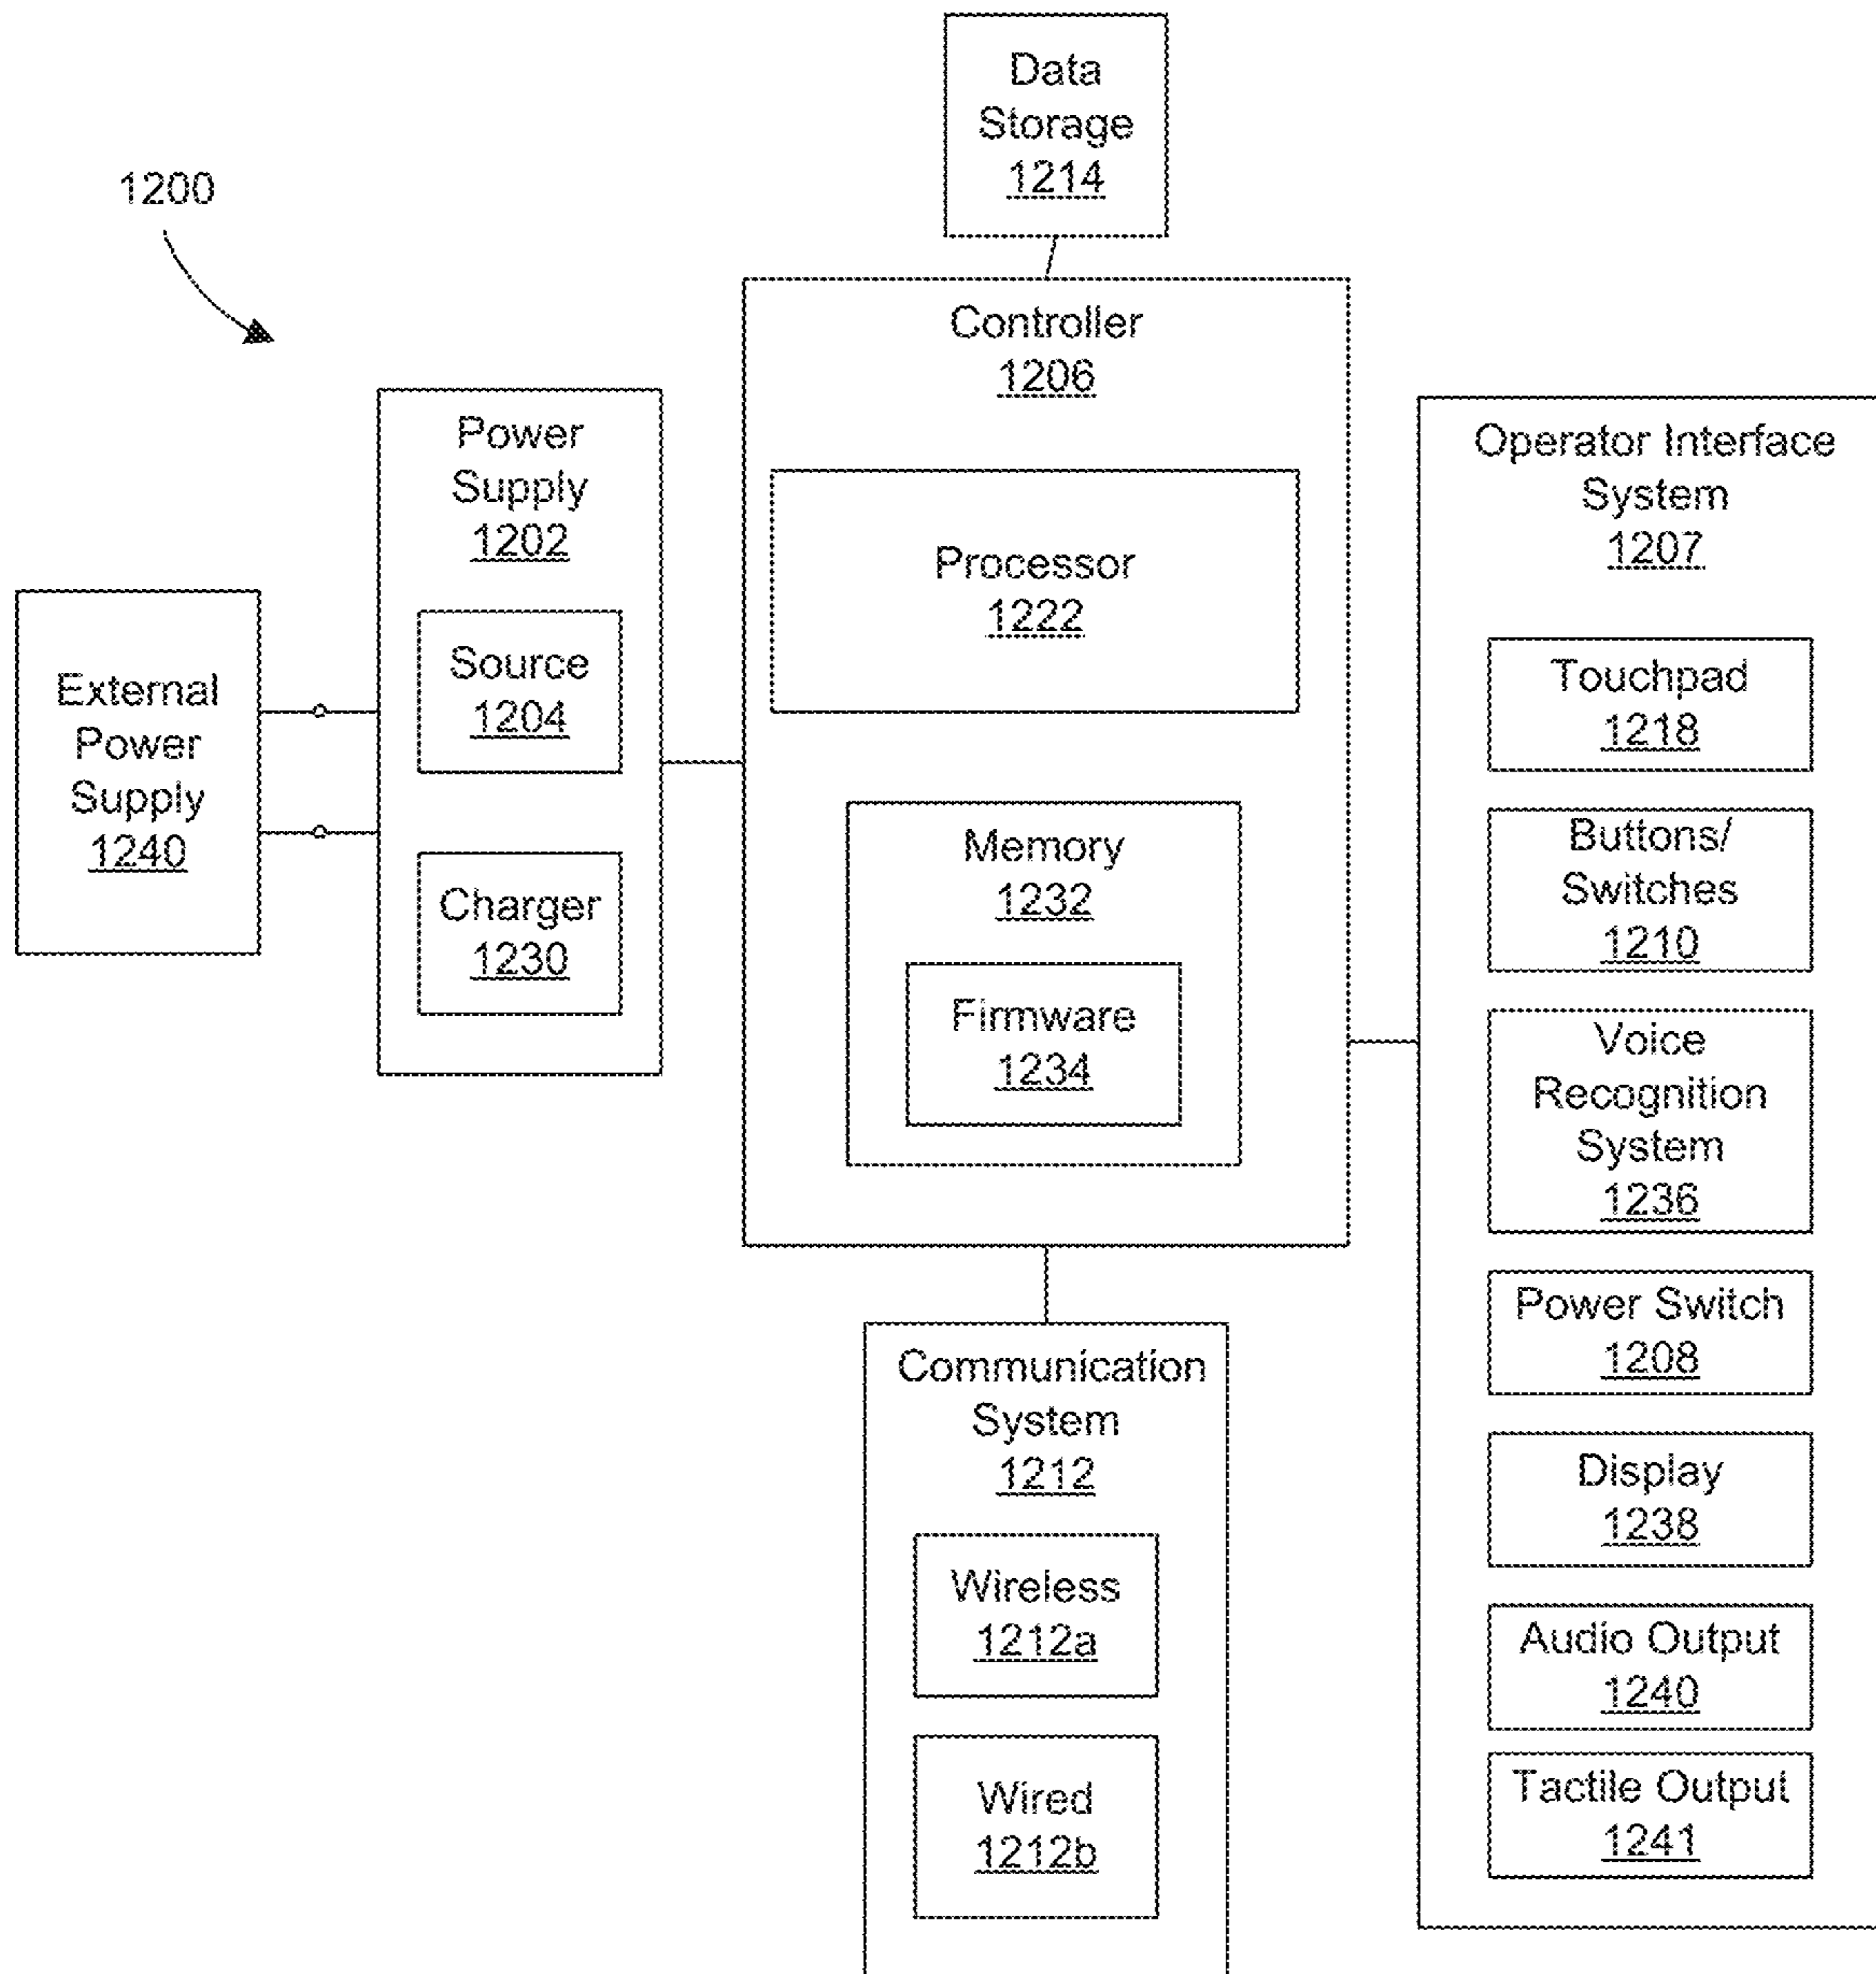 Data
Storage
1214
1200
Controller
1206
Processor
1222
Memory
1232
Firmware
1234
Power
Supply
1202
Source
1204
Charger
1230
External
Power
Supply
1240
Operator Interface
System
1207
Touchpad
1218
Buttons/
Switches
1210
Voice
Recognition
System
1236
Power Switch
1208
Display
1238
Audio Output
1240
Tactile Output
1241
Communication
System
1212
Wireless
1212a
Wired
1212b